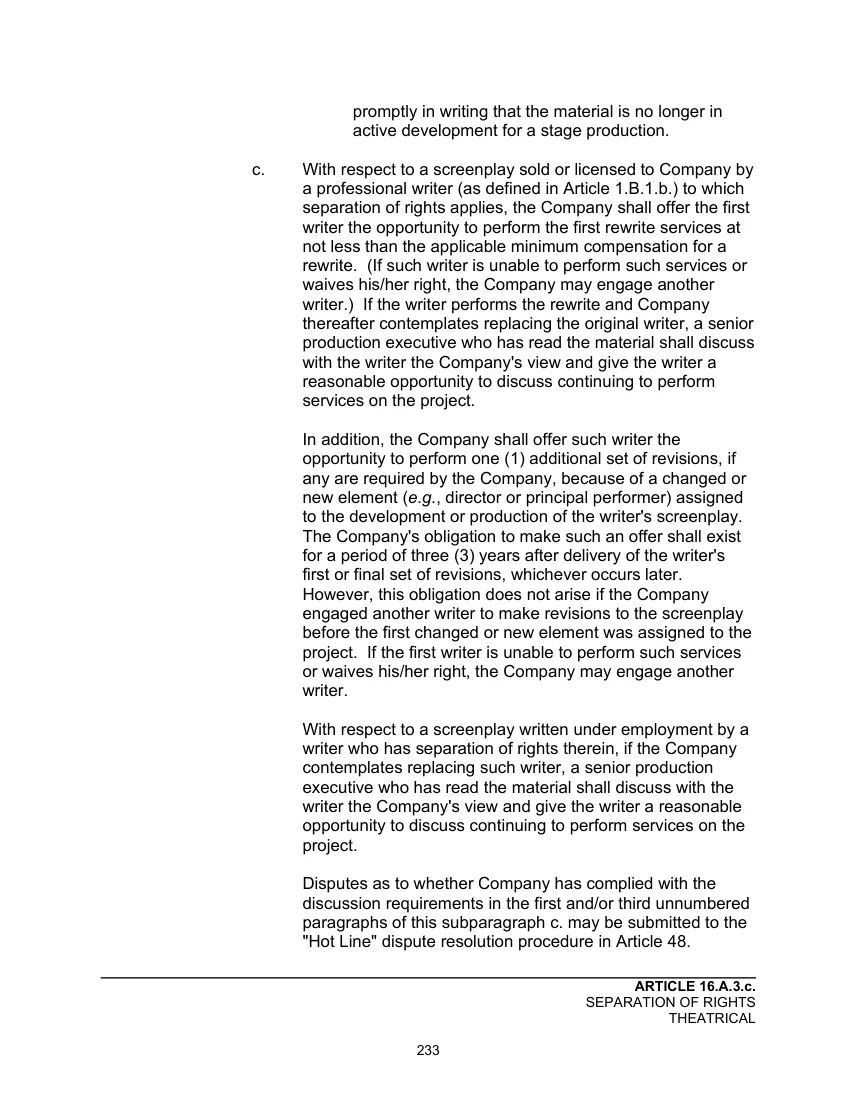 promptly in writing that the material is no longer in
active development for a stage production.
c. With respect to a screenplay sold or licensed to Company by
a professional writer (as defined in Article 1.B.1.b.) to which
separation of rights applies, the Company shall offer the first
writer the opportunity to perform the first rewrite services at
not less than the applicable minimum compensation for a
rewrite.  (If such writer is unable to perform such services or
waives his/her right, the Company may engage another
writer.)  If the writer performs the rewrite and Company
thereafter contemplates replacing the original writer, a senior
production executive who has read the material shall discuss
with the writer the Company's view and give the writer a
reasonable opportunity to discuss continuing to perform
services on the project.
In addition, the Company shall offer such writer the
opportunity to perform one (1) additional set of revisions, if
any are required by the Company, because of a changed or
new element (e.g., director or principal performer) assigned
to the development or production of the writer's screenplay.
The Company's obligation to make such an offer shall exist
for a period of three (3) years after delivery of the writer's
first or final set of revisions, whichever occurs later.
However, this obligation does not arise if the Company
engaged another writer to make revisions to the screenplay
before the first changed or new element was assigned to the
project.  If the first writer is unable to perform such services
or waives his/her right, the Company may engage another
writer.
With respect to a screenplay written under employment by a
writer who has separation of rights therein, if the Company
contemplates replacing such writer, a senior production
executive who has read the material shall discuss with the
writer the Company's view and give the writer a reasonable
opportunity to discuss continuing to perform services on the
project.
Disputes as to whether Company has complied with the
discussion requirements in the first and/or third unnumbered
paragraphs of this subparagraph c. may be submitted to the
"Hot Line" dispute resolution procedure in Article 48.
ARTICLE 16.A.3.c.
SEPARATION OF RIGHTS
THEATRICAL
233